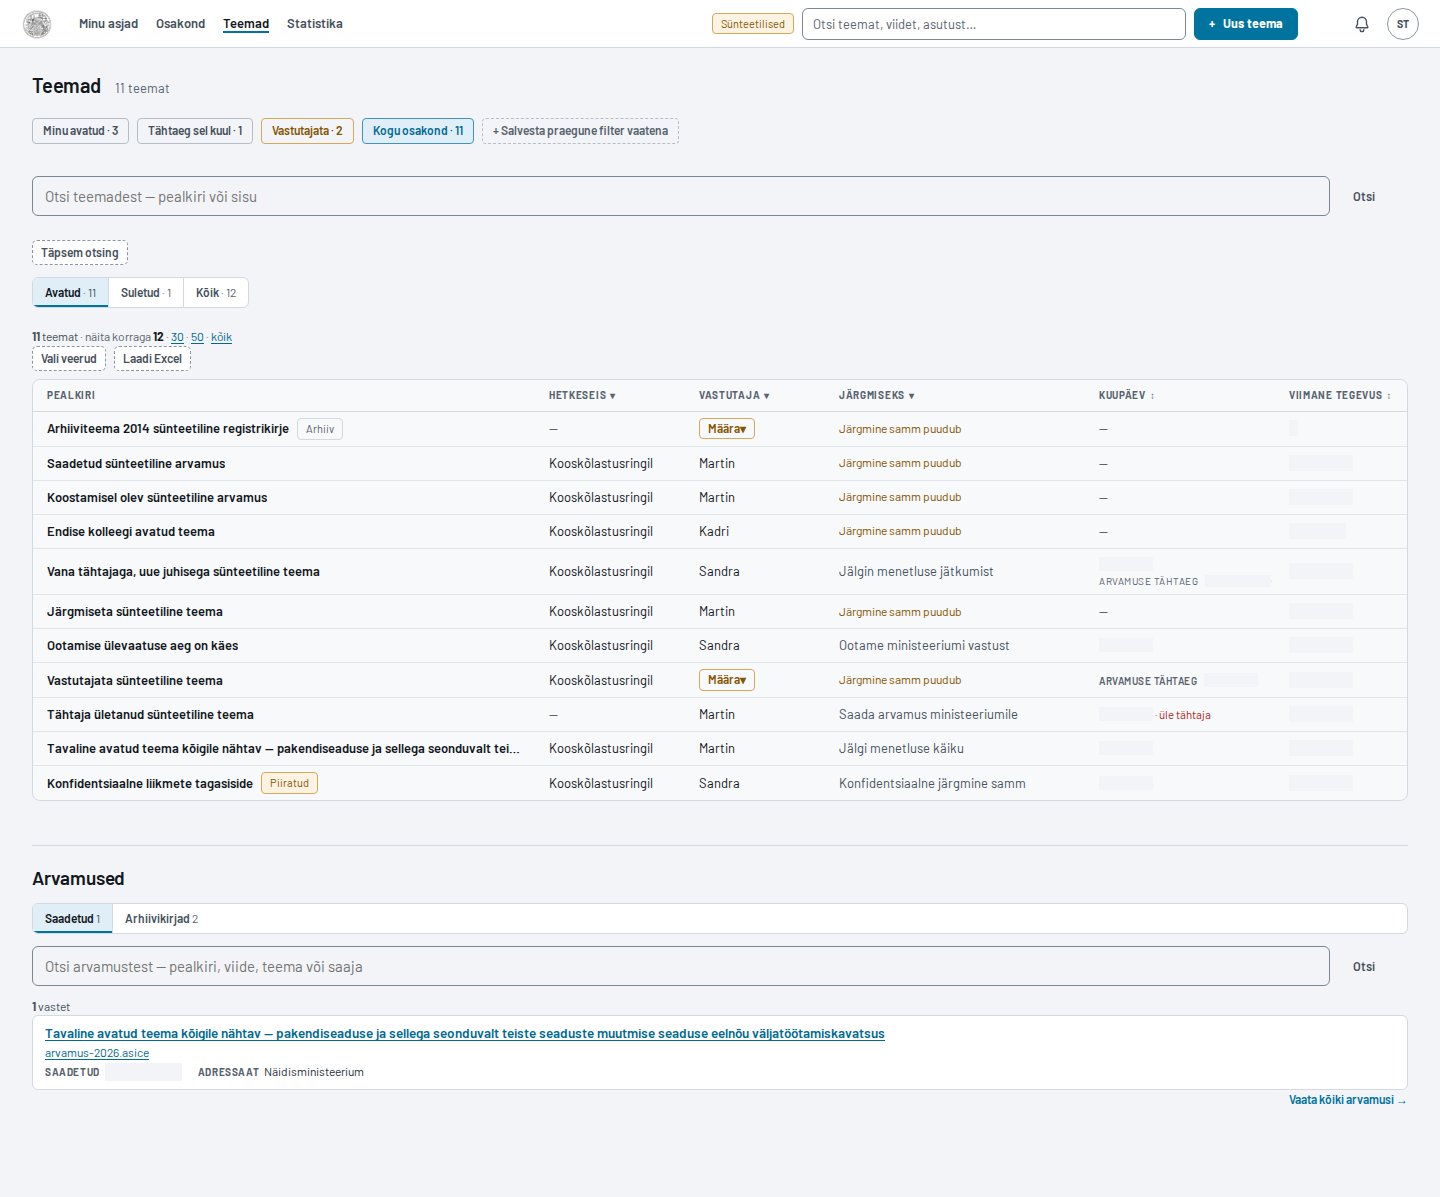 Minu asjad Osakond Teemad Statistika Sünteetilised Otsi teemat, viidet, asutust... + Uus teema ST
Teemad 11 teemat
Minu avatud · 3 Tähtaeg sel kuul · 1 Vastutajata · 2 Kogu osakond · 11 + Salvesta praegune filter vaatena
Otsi teemadest — pealkiri või sisu Otsi
Täpsem otsing
Avatud · 11 Suletud · 1 Kõik · 12
11 teemat · näita korraga 12 · 30 · 50 · kõik
Vali veerud Laadi Excel
PEALKIRI HETKESEIS ▾ VASTUTAJA ▾ JÄRGMISEKS ▾ KUUPÄEV ↕ VIIMANE TEGEVUS ↕
Arhiiviteema 2014 sünteetiline registrikirje Arhiiv — Määra▾ Järgmine samm puudub —
Saadetud sünteetiline arvamus Kooskõlastusringil Martin Järgmine samm puudub —
Koostamisel olev sünteetiline arvamus Kooskõlastusringil Martin Järgmine samm puudub —
Endise kolleegi avatud teema Kooskõlastusringil Kadri Järgmine samm puudub —
Vana tähtajaga, uue juhisega sünteetiline teema Kooskõlastusringil Sandra Jälgin menetluse jätkumist
ARVAMUSE TÄHTAEG
Järgmiseta sünteetiline teema Kooskõlastusringil Martin Järgmine samm puudub —
Ootamise ülevaatuse aeg on käes Kooskõlastusringil Sandra Ootame ministeeriumi vastust
Vastutajata sünteetiline teema Kooskõlastusringil Määra▾ Järgmine samm puudub ARVAMUSE TÄHTAEG
Tähtaja ületanud sünteetiline teema — Martin Saada arvamus ministeeriumile · üle tähtaja
Tavaline avatud teema kõigile nähtav — pakendiseaduse ja sellega seonduvalt tei... Kooskõlastusringil Martin Jälgi menetluse käiku
Konfidentsiaalne liikmete tagasiside Piiratud Kooskõlastusringil Sandra Konfidentsiaalne järgmine samm
Arvamused
Saadetud 1 Arhiivikirjad 2
Otsi arvamustest — pealkiri, viide, teema või saaja Otsi
1 vastet
Tavaline avatud teema kõigile nähtav — pakendiseaduse ja sellega seonduvalt teiste seaduste muutmise seaduse eelnõu väljatöötamiskavatsus
arvamus-2026.asice
SAADETUD ADRESSAAT Näidisministeerium
Vaata kõiki arvamusi →